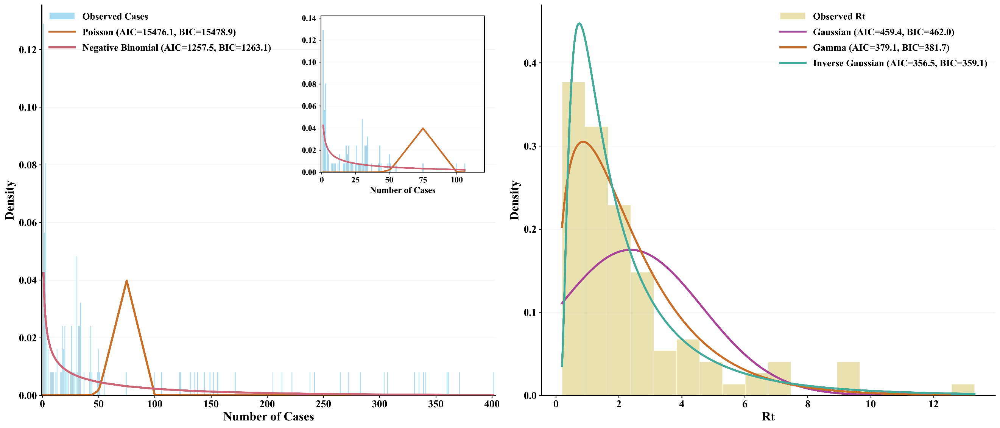 Observed Cases
Poisson (AIC=15476.1, BIC=15478.9)
Negative Binomial (AIC=1257.5, BIC=1263.1)
Density
0.12
0.10
0.08
0.06
0.04
0.02
0.00
0 50 100 150 200 250 300 350 400
Number of Cases
0.14
0.12
0.10
0.08
0.06
0.04
0.02
0.00
0 25 50 75 100
Number of Cases
Observed Rt
Gaussian (AIC=459.4, BIC=462.0)
Gamma (AIC=379.1, BIC=381.7)
Inverse Gaussian (AIC=356.5, BIC=359.1)
Density
0.4
0.3
0.2
0.1
0.0
0 2 4 6 8 10 12
Rt